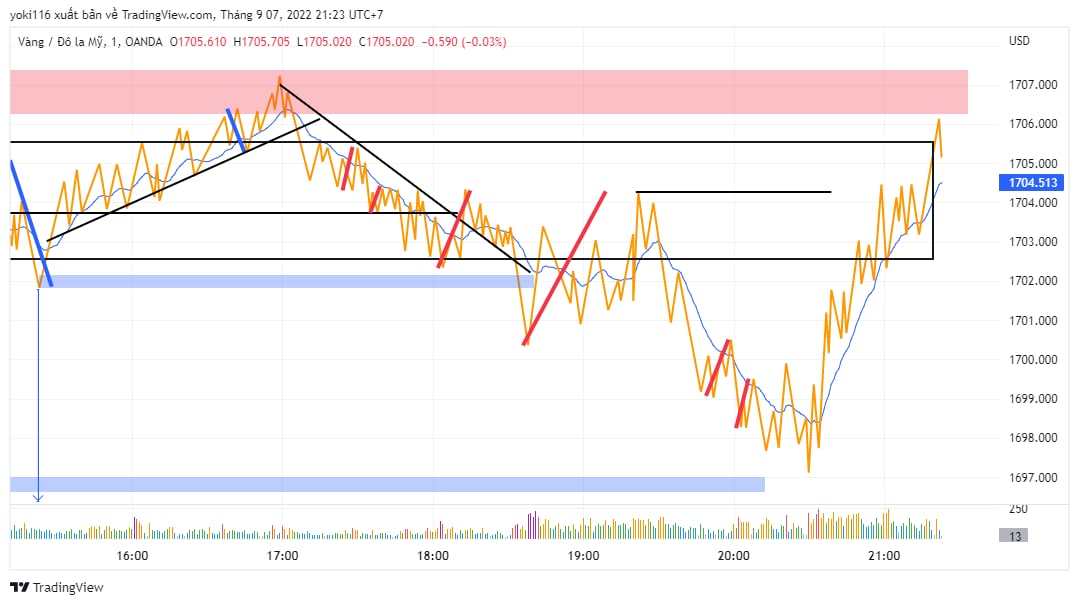 yoki116 xuất bản về TradingView.com, Tháng 9 07, 2022 21:23 UTC+7
Vàng / Đô la Mỹ, 1, OANDA O1705.610 H1705.705 L1705.020 C1705.020 −0.590 (−0.03%)
USD
1707.000
1706.000
1705.000
1704.513
1704.000
1703.000
1702.000
1701.000
1700.000
1699.000
1698.000
1697.000
250
13
16:00 17:00 18:00 19:00 20:00 21:00
TradingView